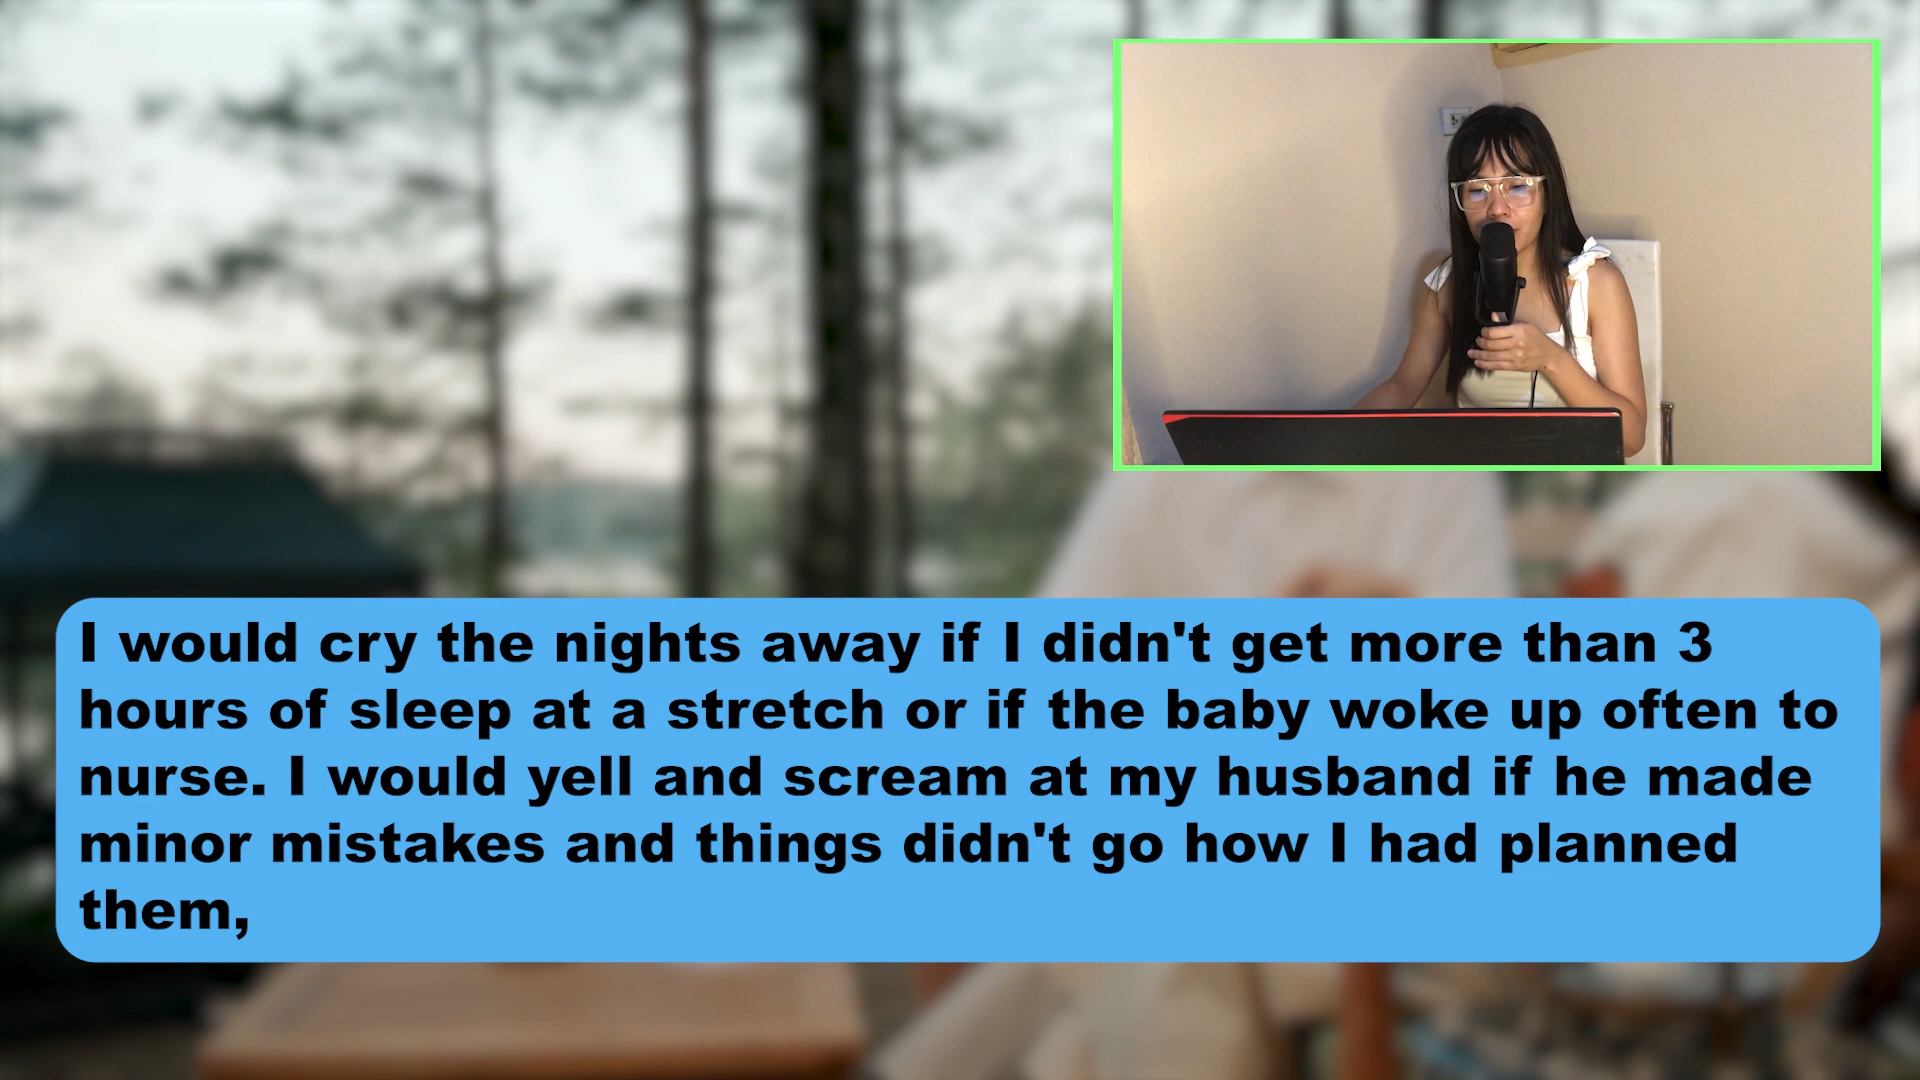 I would cry the nights away if I didn't get more than 3
hours of sleep at a stretch or if the baby woke up often to
nurse. I would yell and scream at my husband if he made
minor mistakes and things didn't go how I had planned
them,